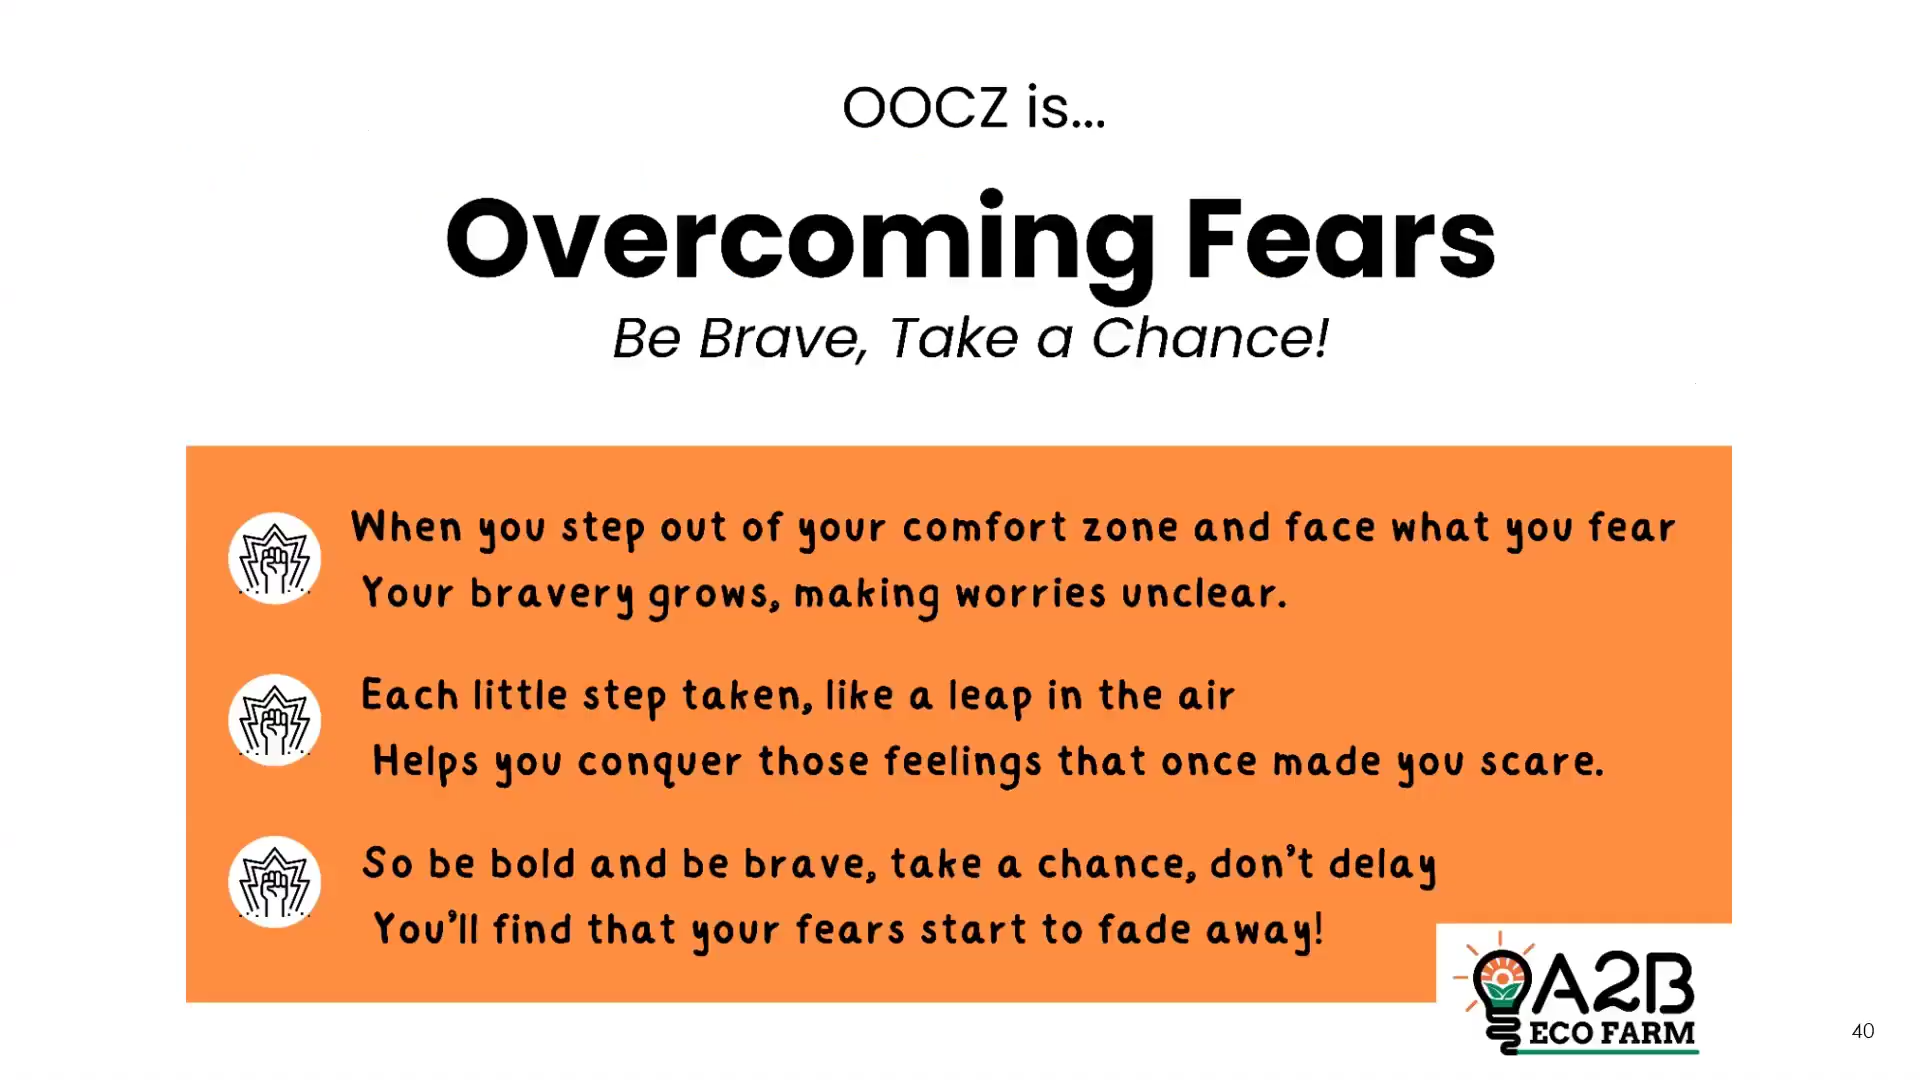 OOCZ is...
Overcoming Fears
Be Brave, Take a Chance!
When you step out of your comfort zone and face what you fear
Your bravery grows, making worries unclear.
Each little step taken, like a leap in the air
Helps you conquer those feelings that once made you scare.
So be bold and be brave, take a chance, don't delay
You'll find that your fears start to fade away!
A2B
ECO FARM
40